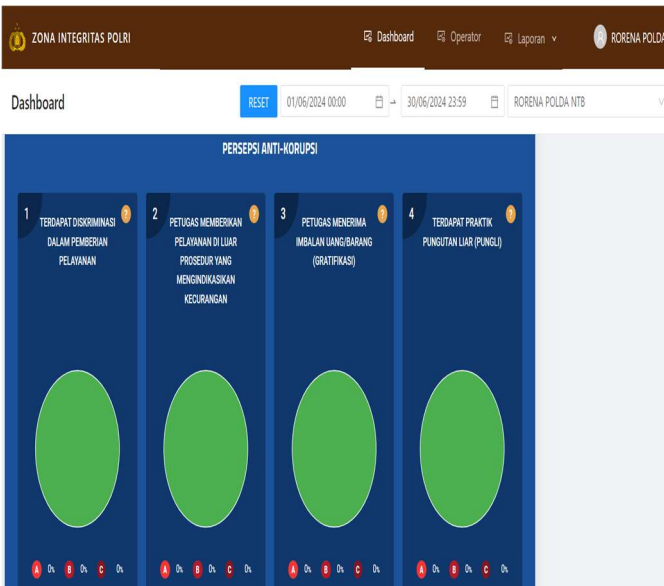 ZONA INTEGRITAS POLRI
Dashboard
Operator
Laporan
RORENA POLDA
Dashboard
RESET
01/06/2024 00:00
30/06/2024 23:59
RORENA POLDA NTB
PERSEPSI ANTI-KORUPSI
1
TERDAPAT DISKRIMINASI
DALAM PEMBERIAN
PELAYANAN
?
2
PETUGAS MEMBERIKAN
PELAYANAN DI LUAR
PROSEDUR YANG
MENGINDIKASIKAN
KECURANGAN
?
3
PETUGAS MENERIMA
IMBALAN UANG/BARANG
(GRATIFIKASI)
?
4
TERDAPAT PRAKTIK
PUNGUTAN LIAR (PUNGLI)
?
A 0% B 0% C 0%
A 0% B 0% C 0%
A 0% B 0% C 0%
A 0% B 0% C 0%